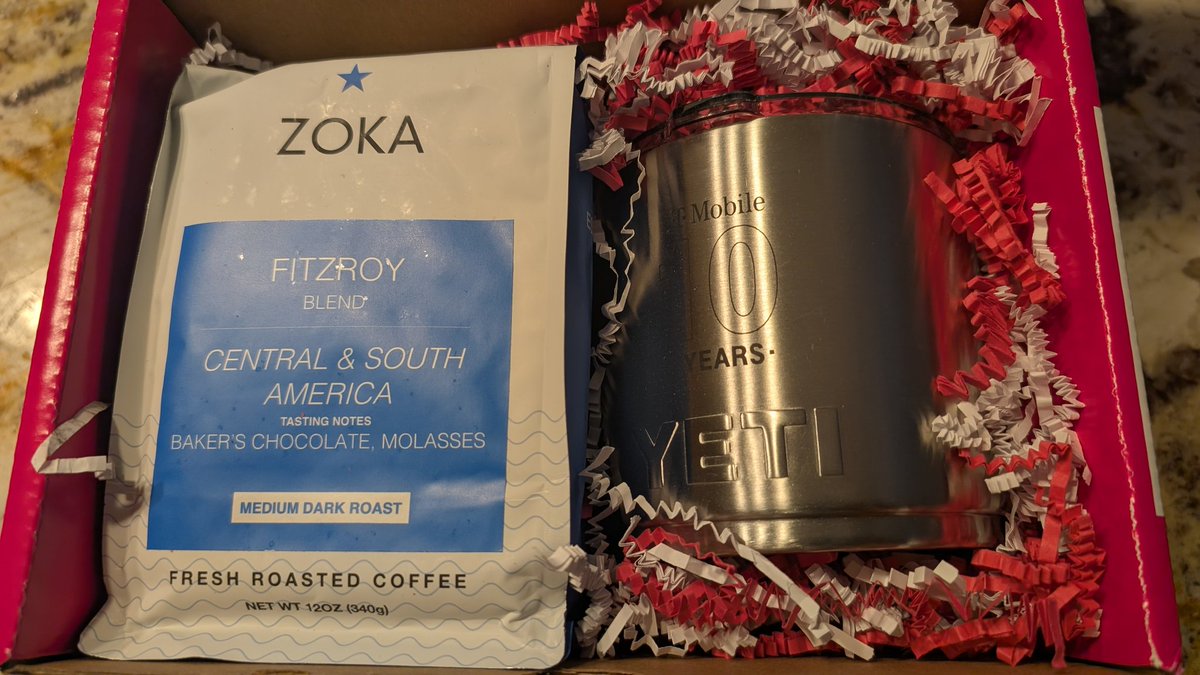 ZOKA
FITZROY
BLEND
CENTRAL & SOUTH
AMERICA
TASTING NOTES
BAKER'S CHOCOLATE, MOLASSES
MEDIUM DARK ROAST
FRESH ROASTED COFFEE
NET WT 12OZ (340g)
T Mobile
10
YEARS·
YETI